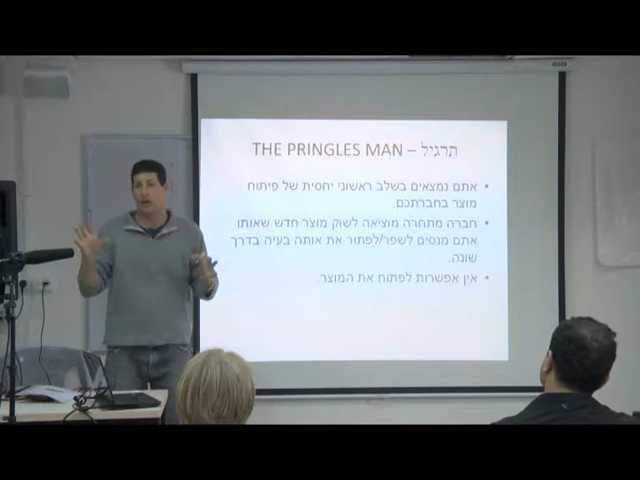 תרגיל – THE PRINGLES MAN
• אתם נמצאים בשלב ראשוני יחסית של פיתוח
מוצר בחברתכם.
• חברה מתחרה מוציאה לשוק מוצר חדש שאותו
אתם מנסים לשפר/לפתור את אותה בעיה בדרך
שונה.
• אין אפשרות לפתוח את המוצר.